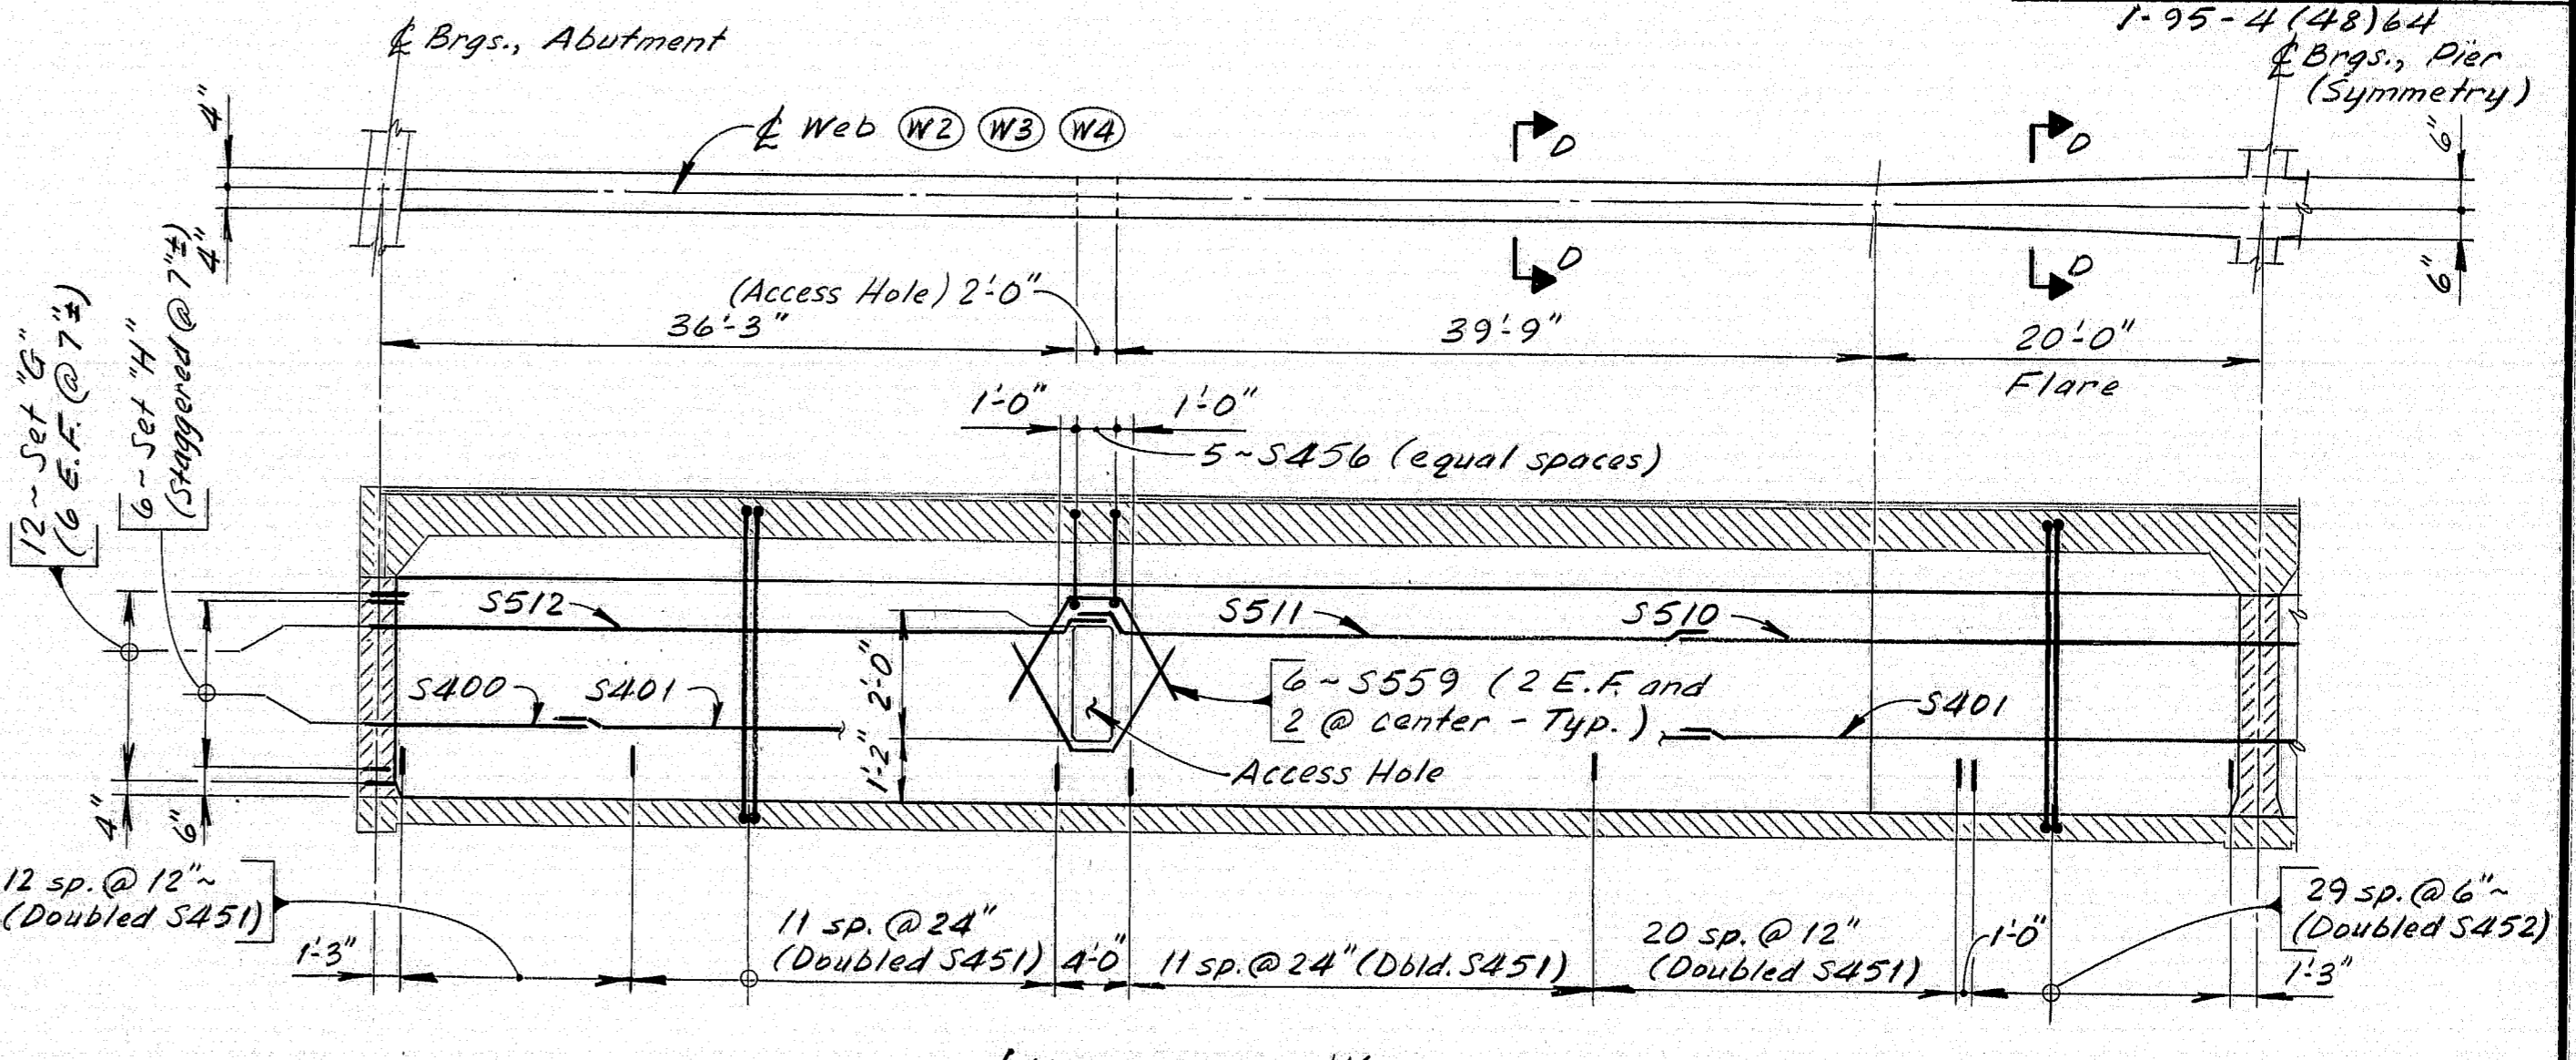 1-95-4(48)64
℄ Brgs., Abutment
℄ Brgs., Pier
(Symmetry)
4"
4"
℄ Web W2 W3 W4
D
D
D
D
6"
6"
(Access Hole) 2'-0"
36'-3"
39'-9"
20'-0"
Flare
12~Set "G"
(6 E.F. @ 7"±)
6~Set "H"
(Staggered @ 7"±)
1'-0"
1'-0"
5~S456 (equal spaces)
S512
S511
S510
S400
S401
2'-0"
1'-2"
6~S559 (2 E.F. and
2 @ center - Typ.)
S401
Access Hole
4"
6"
12 sp. @ 12"~
(Doubled S451)
1'-3"
11 sp. @ 24"
(Doubled S451)
4'-0"
11 sp. @ 24" (Dbld. S451)
20 sp. @ 12"
(Doubled S451)
1'-0"
29 sp. @ 6"~
(Doubled S452)
1'-3"